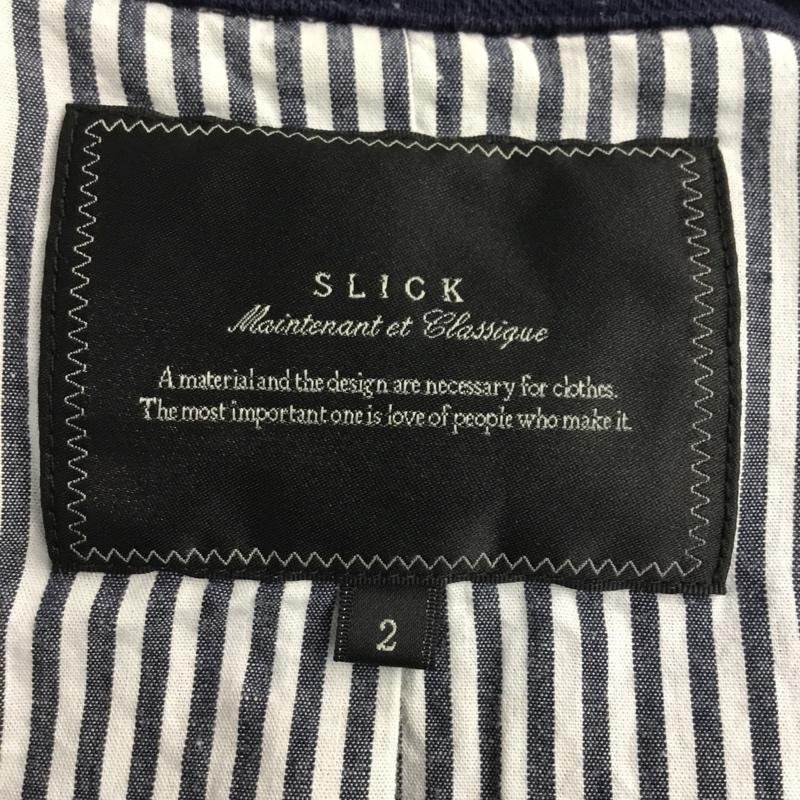 SLICK
Maintenant et Classique
A material and the design are necessary for clothes.
The most important one is love of people who make it.
2